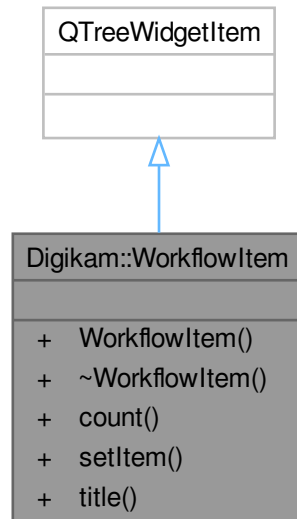 QTreeWidgetItem
Digikam::WorkflowItem
+ WorkflowItem()
+ ~WorkflowItem()
+ count()
+ setItem()
+ title()